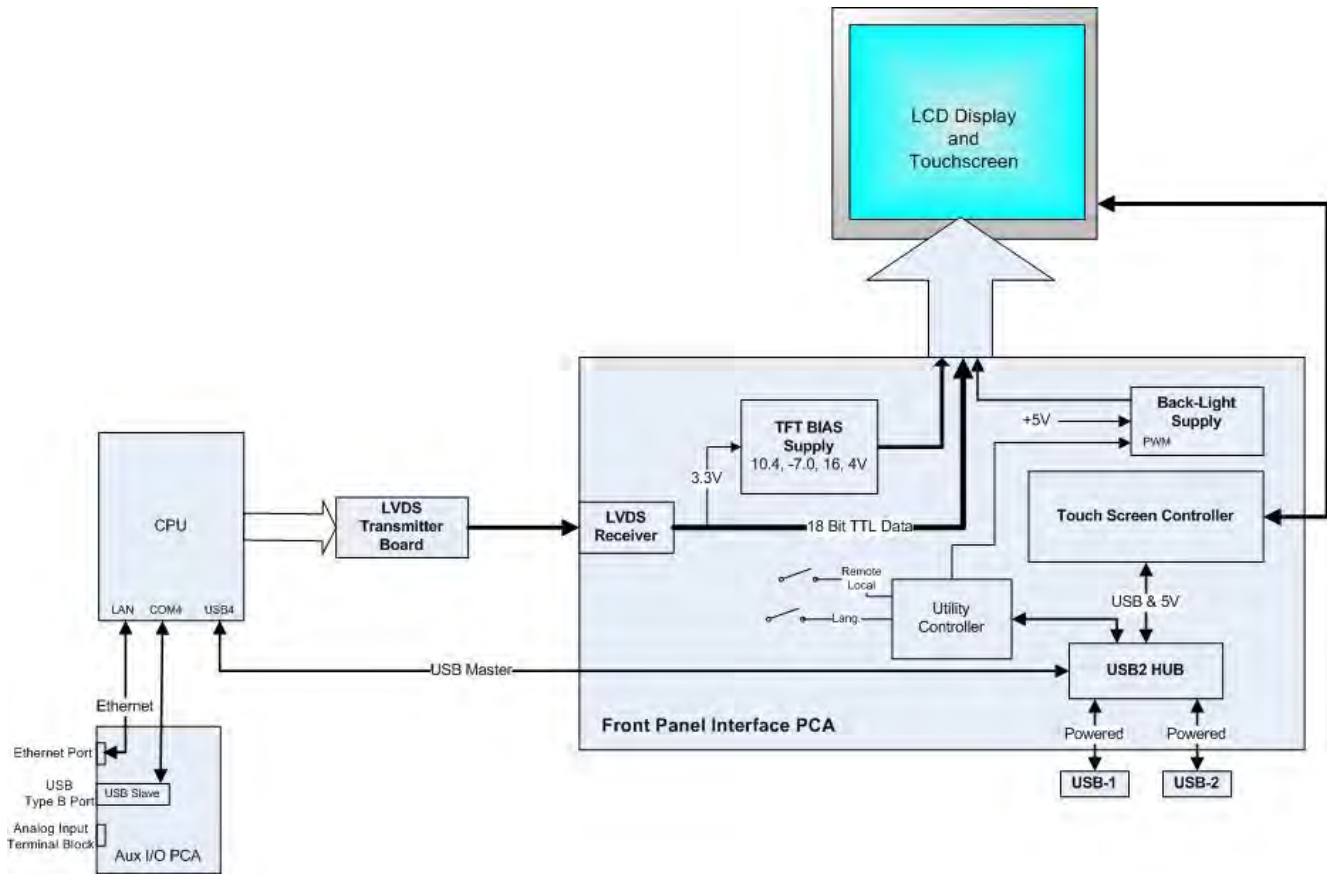 LCD Display
and
Touchscreen
TFT BIAS
Supply
10.4, -7.0, 16, 4V
Back-Light
Supply
+5V
PWM
3.3V
CPU
LVDS
Transmitter
Board
LVDS
Receiver
18 Bit TTL Data
Touch Screen Controller
Remote
Local
Lang.
Utility
Controller
USB & 5V
LAN
COM4
USB4
USB Master
USB2 HUB
Ethernet
Front Panel Interface PCA
Powered
Powered
USB-1
USB-2
Ethernet Port
USB
Type B Port
USB Slave
Analog Input
Terminal Block
Aux I/O PCA